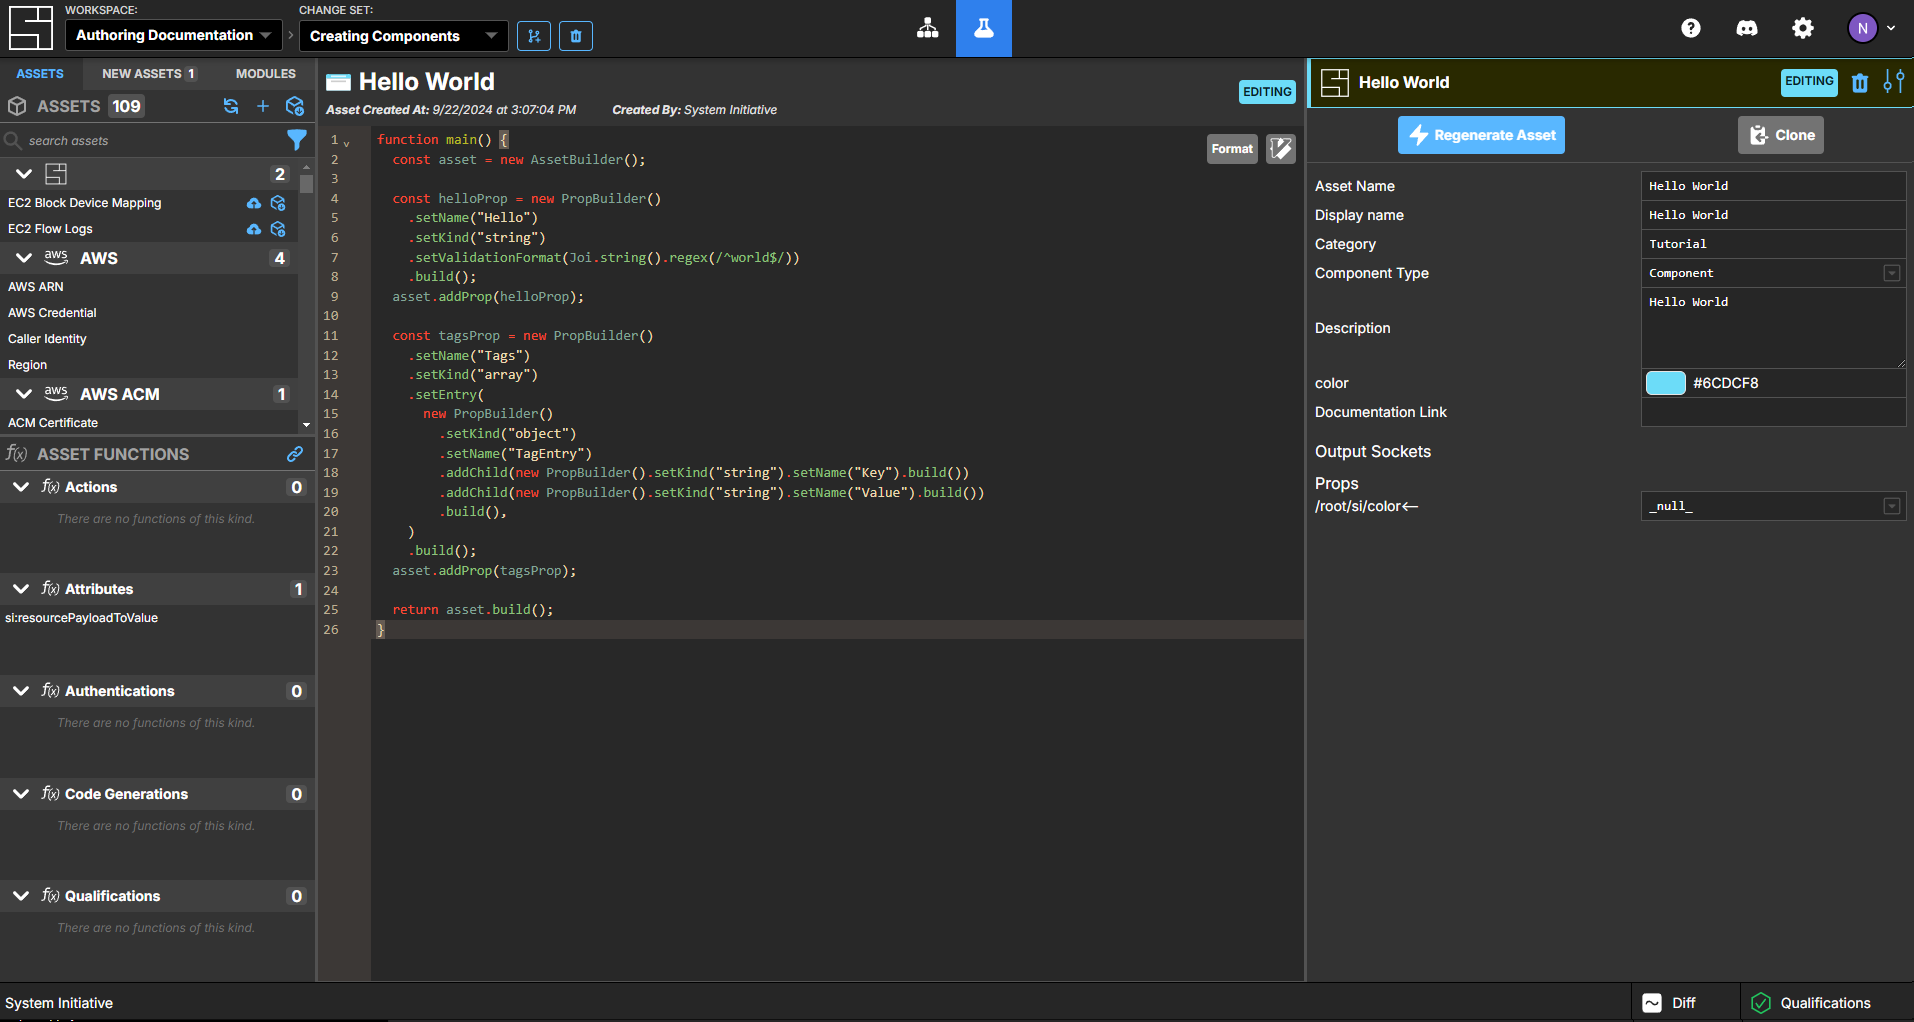 WORKSPACE:
Authoring Documentation
CHANGE SET:
Creating Components
N
ASSETS
NEW ASSETS 1
MODULES
ASSETS 109
search assets
2
EC2 Block Device Mapping
EC2 Flow Logs
aws AWS 4
AWS ARN
AWS Credential
Caller Identity
Region
aws AWS ACM 1
ACM Certificate
f(x) ASSET FUNCTIONS
f(x) Actions 0
There are no functions of this kind.
f(x) Attributes 1
si:resourcePayloadToValue
f(x) Authentications 0
There are no functions of this kind.
f(x) Code Generations 0
There are no functions of this kind.
f(x) Qualifications 0
There are no functions of this kind.
Hello World
Asset Created At: 9/22/2024 at 3:07:04 PM
Created By: System Initiative
EDITING
Format
1 function main() {
2 const asset = new AssetBuilder();
3
4 const helloProp = new PropBuilder()
5 .setName("Hello")
6 .setKind("string")
7 .setValidationFormat(Joi.string().regex(/^world$/))
8 .build();
9 asset.addProp(helloProp);
10
11 const tagsProp = new PropBuilder()
12 .setName("Tags")
13 .setKind("array")
14 .setEntry(
15 new PropBuilder()
16 .setKind("object")
17 .setName("TagEntry")
18 .addChild(new PropBuilder().setKind("string").setName("Key").build())
19 .addChild(new PropBuilder().setKind("string").setName("Value").build())
20 .build(),
21 )
22 .build();
23 asset.addProp(tagsProp);
24
25 return asset.build();
26 }
Hello World
EDITING
Regenerate Asset
Clone
Asset Name Hello World
Display name Hello World
Category Tutorial
Component Type Component
Description Hello World
color #6CDCF8
Documentation Link
Output Sockets
Props
/root/si/color← _null_
System Initiative
Diff
Qualifications